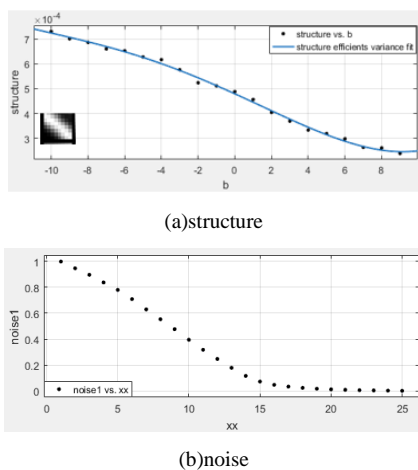 ×10⁻⁴
structure vs. b
structure efficients variance fit
7
6
5
4
3
structure
-10 -8 -6 -4 -2 0 2 4 6 8
b
(a)structure
1
0.8
0.6
0.4
0.2
0
noise1
noise1 vs. xx
0 5 10 15 20 25
xx
(b)noise